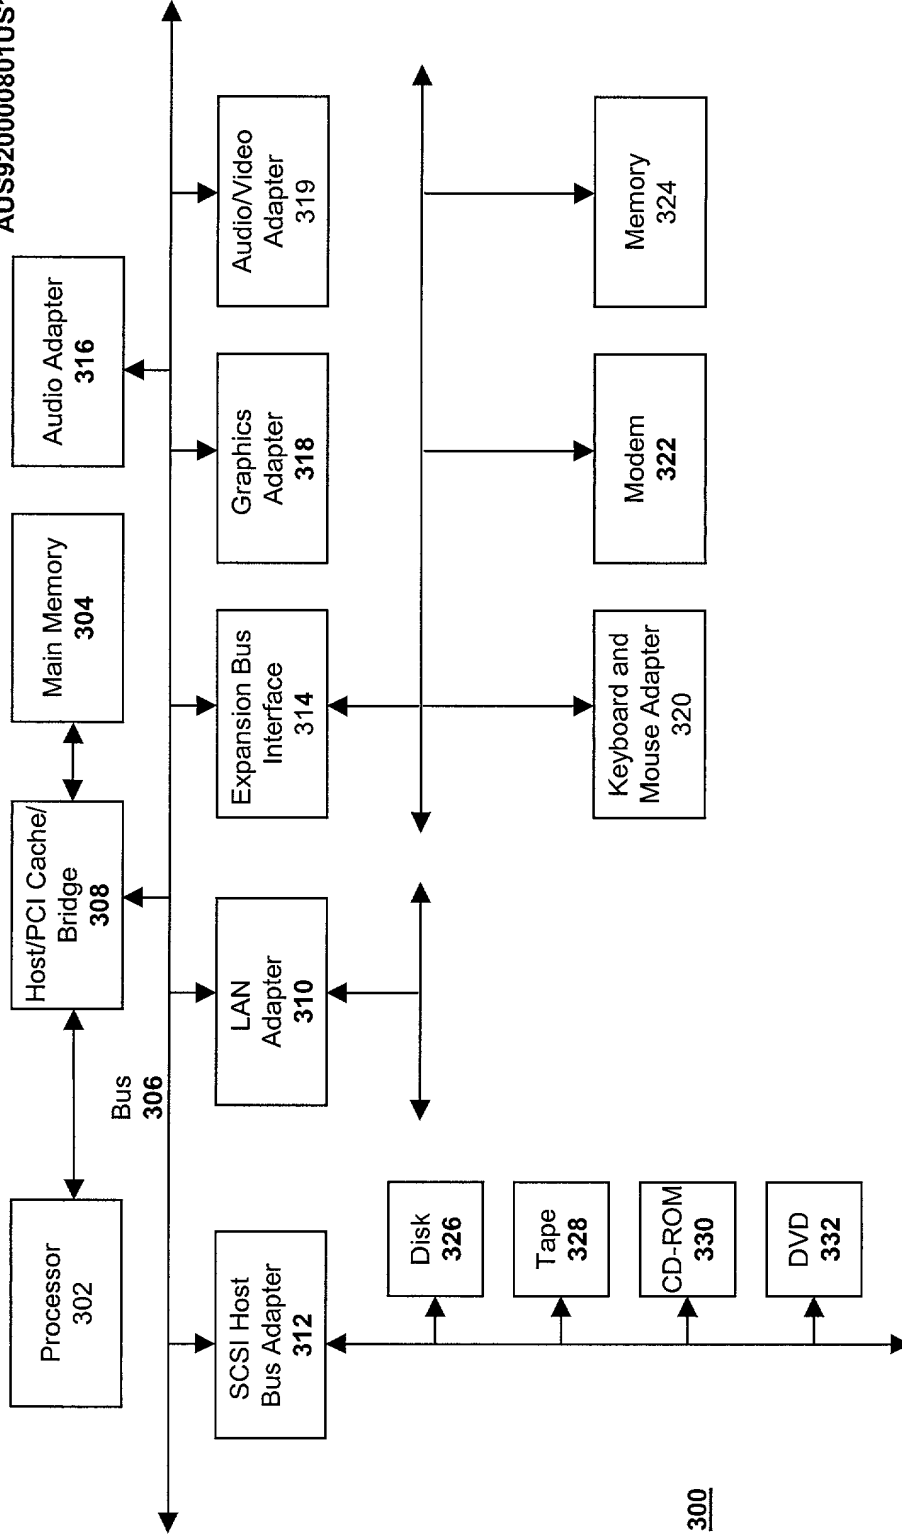 AUS920000801US
Processor
302
Host/PCI Cache/
Bridge
308
Main Memory
304
Audio Adapter
316
Bus
306
SCSI Host
Bus Adapter
312
LAN
Adapter
310
Expansion Bus
Interface
314
Graphics
Adapter
318
Audio/Video
Adapter
319
Disk
326
Tape
328
CD-ROM
330
DVD
332
Keyboard and
Mouse Adapter
320
Modem
322
Memory
324
300